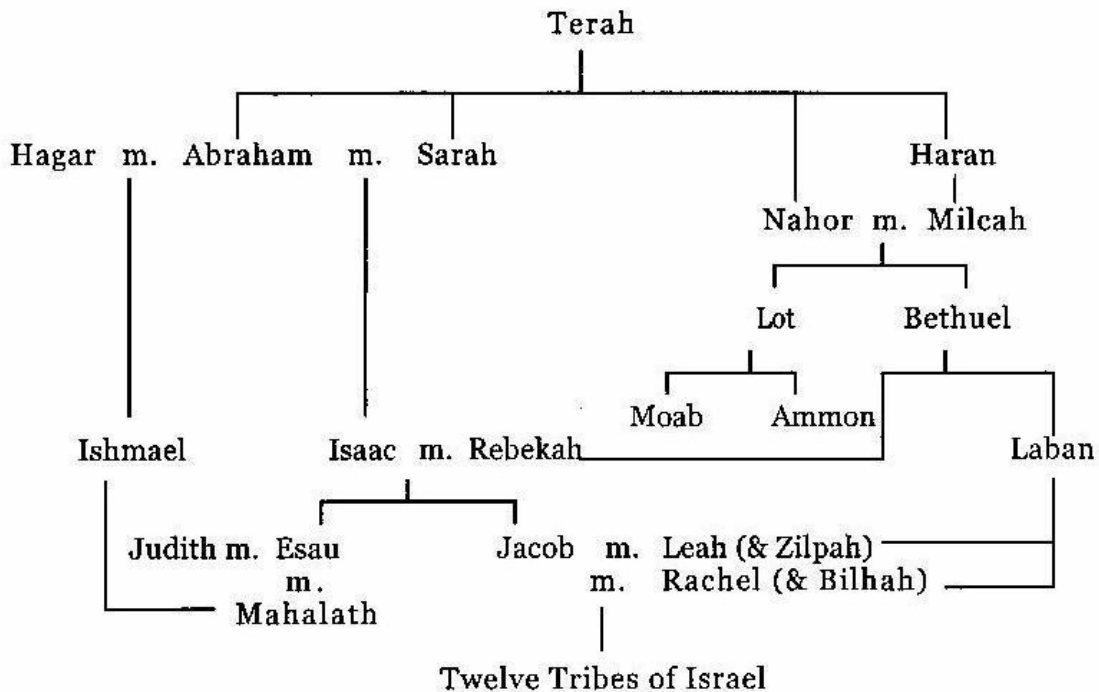 Terah
Hagar m. Abraham m. Sarah
Haran
Nahor m. Milcah
Lot Bethuel
Moab Ammon
Ishmael Isaac m. Rebekah Laban
Judith m. Esau Jacob m. Leah (& Zilpah)
m. m. Rachel (& Bilhah)
Mahalath
Twelve Tribes of Israel